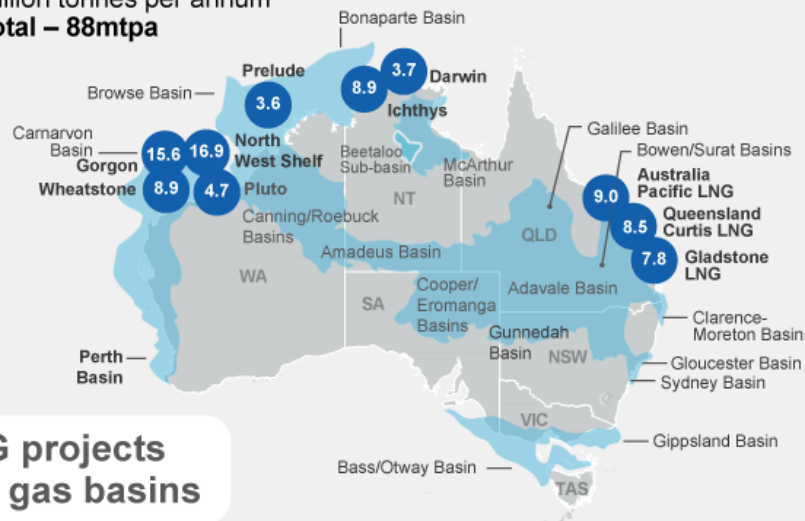 per annum
– 88mtpa
Bonaparte Basin
Prelude
3.7
Darwin
8.9
Browse Basin
3.6
Ichthys
Carnarvon
Basin
Galilee Basin
Gorgon
15.6
16.9
North
West Shelf
Beetaloo
Sub-basin
McArthur
Basin
Bowen/Surat Basins
Wheatstone
8.9
4.7
Pluto
NT
9.0
Australia
Pacific LNG
Canning/Roebuck
Basins
8.5
Queensland
Curtis LNG
QLD
Amadeus Basin
7.8
Gladstone
LNG
WA
Cooper/
Eromanga
Basins
Adavale Basin
SA
Clarence-
Moreton Basin
Gunnedah
Basin
NSW
Perth
Basin
Gloucester Basin
Sydney Basin
VIC
projects
gas basins
Gippsland Basin
Bass/Otway Basin
TAS